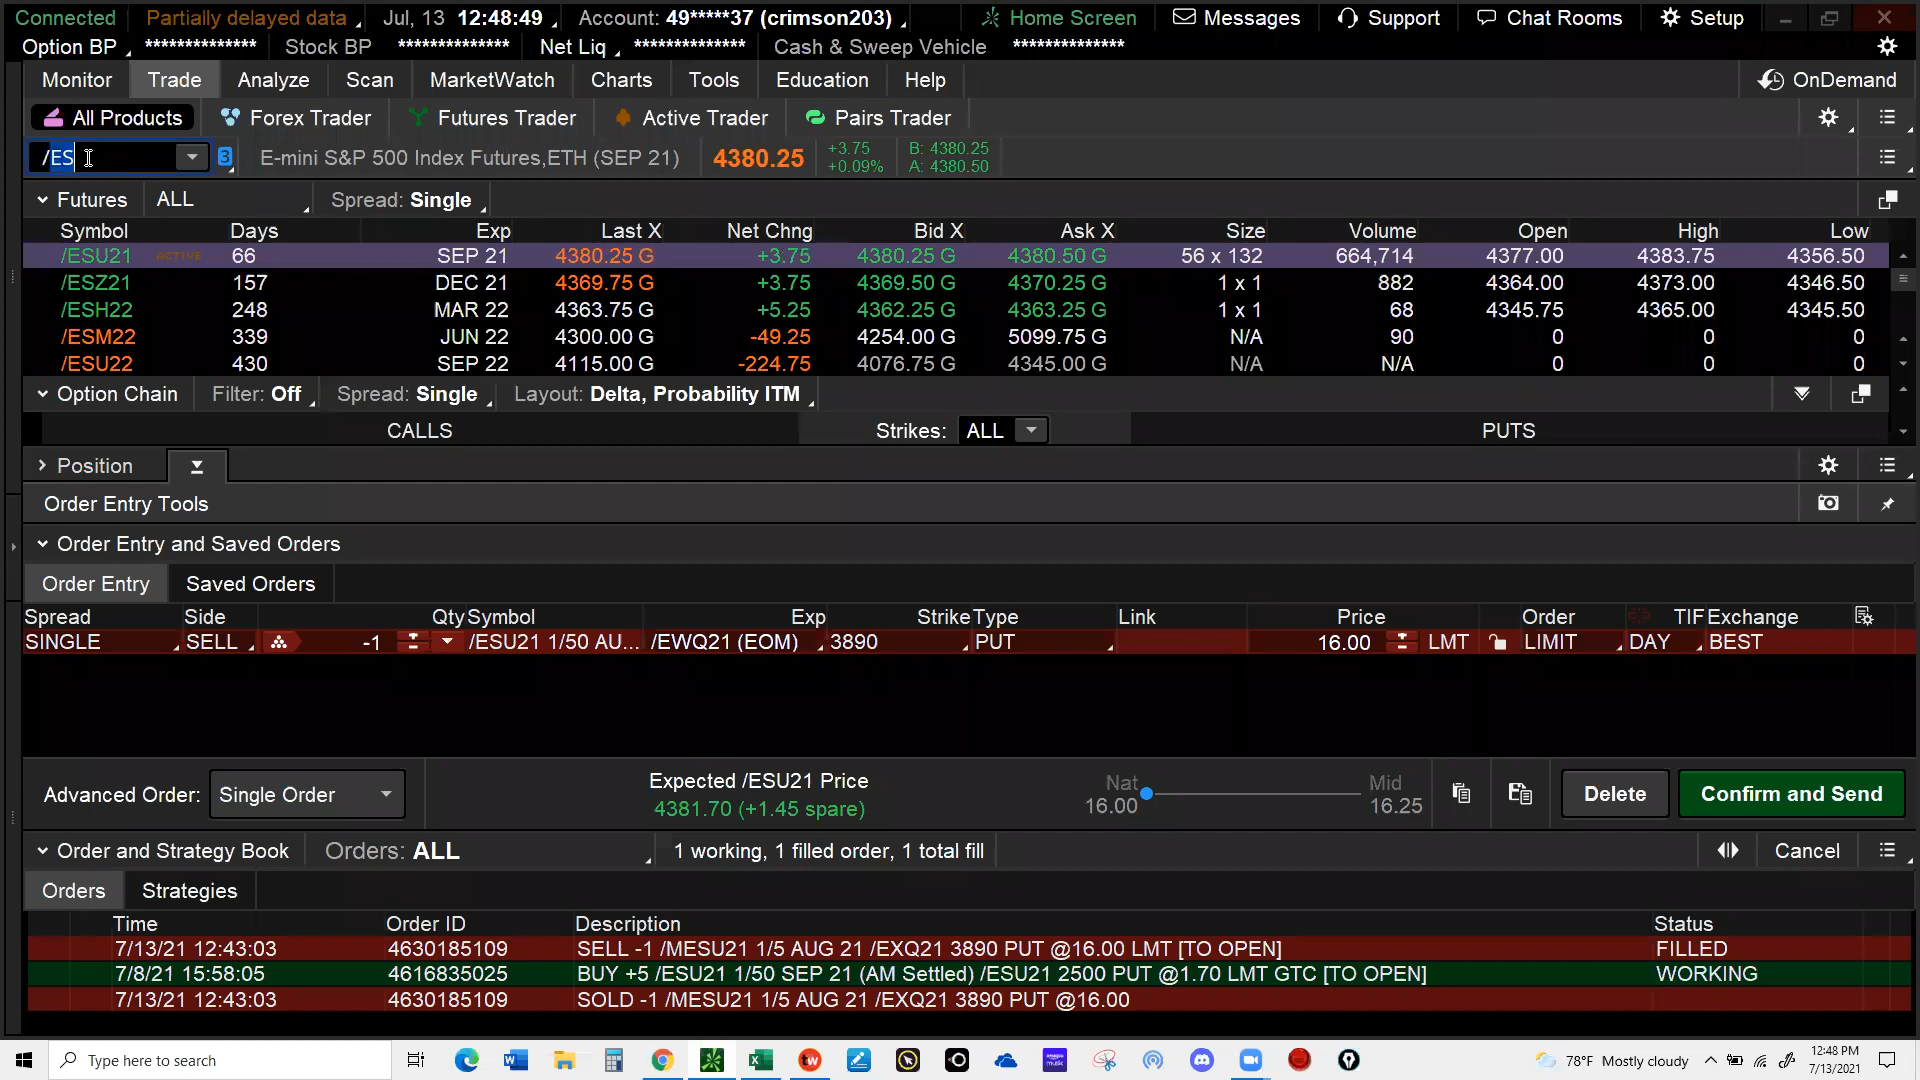 Connected Partially delayed data Jul, 13 12:48:49 Account: 49*****37 (crimson203) Home Screen Messages Support Chat Rooms Setup
Option BP ************** Stock BP ************** Net Liq ************** Cash & Sweep Vehicle **************
Monitor Trade Analyze Scan MarketWatch Charts Tools Education Help OnDemand
All Products Forex Trader Futures Trader Active Trader Pairs Trader
/ES 3 E-mini S&P 500 Index Futures,ETH (SEP 21) 4380.25 +3.75 B: 4380.25
+0.09% A: 4380.50
Futures ALL Spread: Single
Symbol Days Exp Last X Net Chng Bid X Ask X Size Volume Open High Low
/ESU21 ACTIVE 66 SEP 21 4380.25 G +3.75 4380.25 G 4380.50 G 56 x 132 664,714 4377.00 4383.75 4356.50
/ESZ21 157 DEC 21 4369.75 G +3.75 4369.50 G 4370.25 G 1 x 1 882 4364.00 4373.00 4346.50
/ESH22 248 MAR 22 4363.75 G +5.25 4362.25 G 4363.25 G 1 x 1 68 4345.75 4365.00 4345.50
/ESM22 339 JUN 22 4300.00 G -49.25 4254.00 G 5099.75 G N/A 90 0 0 0
/ESU22 430 SEP 22 4115.00 G -224.75 4076.75 G 4345.00 G N/A N/A 0 0 0
Option Chain Filter: Off Spread: Single Layout: Delta, Probability ITM
CALLS Strikes: ALL PUTS
Position
Order Entry Tools
Order Entry and Saved Orders
Order Entry Saved Orders
Spread Side Qty Symbol Exp Strike Type Link Price Order TIF Exchange
SINGLE SELL -1 /ESU21 1/50 AU... /EWQ21 (EOM) 3890 PUT 16.00 LMT LIMIT DAY BEST
Advanced Order: Single Order Expected /ESU21 Price Nat Mid Delete Confirm and Send
4381.70 (+1.45 spare) 16.00 16.25
Order and Strategy Book Orders: ALL 1 working, 1 filled order, 1 total fill Cancel
Orders Strategies
Time Order ID Description Status
7/13/21 12:43:03 4630185109 SELL -1 /MESU21 1/5 AUG 21 /EXQ21 3890 PUT @16.00 LMT [TO OPEN] FILLED
7/8/21 15:58:05 4616835025 BUY +5 /ESU21 1/50 SEP 21 (AM Settled) /ESU21 2500 PUT @1.70 LMT GTC [TO OPEN] WORKING
7/13/21 12:43:03 4630185109 SOLD -1 /MESU21 1/5 AUG 21 /EXQ21 3890 PUT @16.00
Type here to search 78°F Mostly cloudy 12:48 PM
7/13/2021